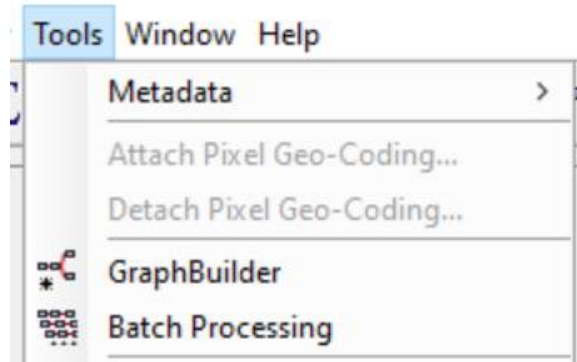 Tools Window Help
Metadata >
Attach Pixel Geo-Coding...
Detach Pixel Geo-Coding...
GraphBuilder
Batch Processing